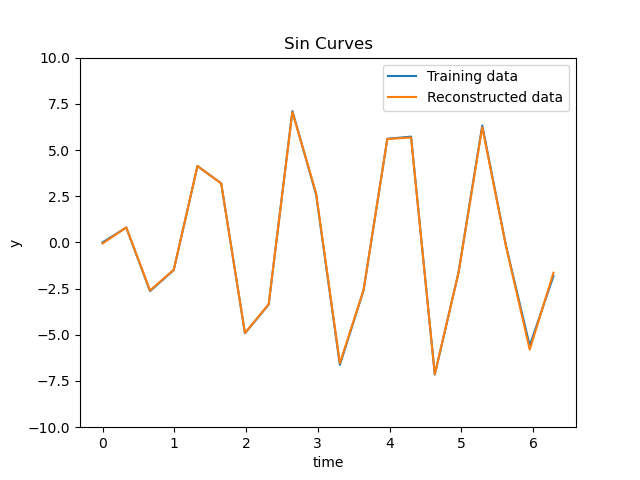 Sin Curves
Training data
Reconstructed data
10.0
7.5
5.0
2.5
0.0
−2.5
−5.0
−7.5
−10.0
y
0 1 2 3 4 5 6
time